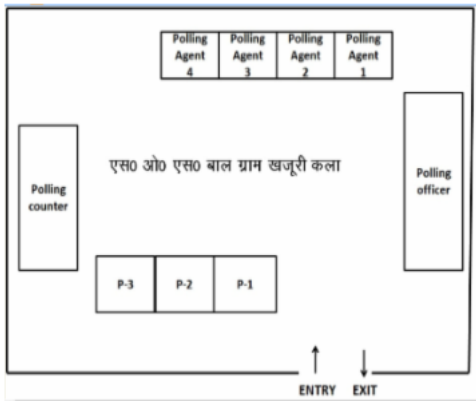 Polling Agent 4
Polling Agent 3
Polling Agent 2
Polling Agent 1
एस0 ओ0 एस0 बाल ग्राम खजूरी कला
Polling counter
Polling officer
P-3
P-2
P-1
ENTRY
EXIT